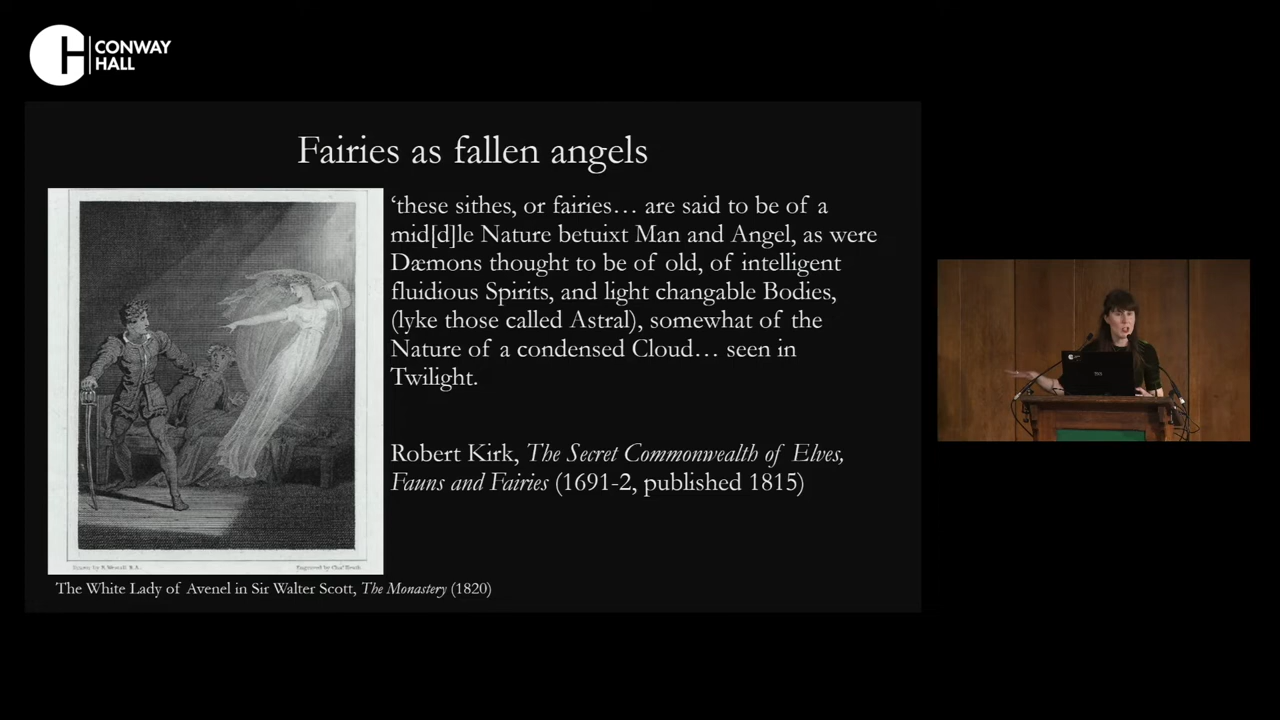 CONWAY
HALL
Fairies as fallen angels
‘these sithes, or fairies… are said to be of a
mid[d]le Nature betuixt Man and Angel, as were
Dæmons thought to be of old, of intelligent
fluidious Spirits, and light changable Bodies,
(lyke those called Astral), somewhat of the
Nature of a condensed Cloud… seen in
Twilight.
Robert Kirk, The Secret Commonwealth of Elves,
Fauns and Fairies (1691-2, published 1815)
The White Lady of Avenel in Sir Walter Scott, The Monastery (1820)